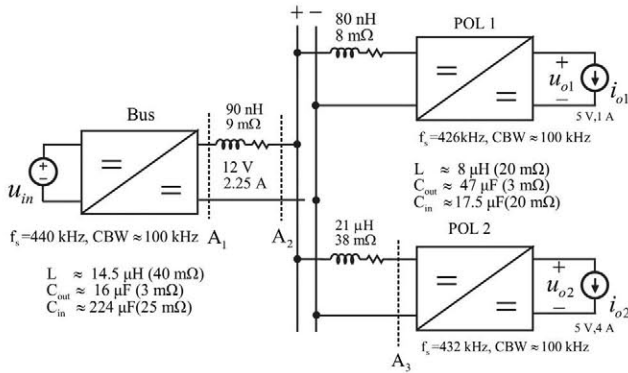 + −
80 nH
8 mΩ
POL 1
+
u_o1
−
i_o1
5 V,1 A
f_s=426kHz, CBW ≈100 kHz
L ≈ 8 μH (20 mΩ)
C_out ≈ 47 μF (3 mΩ)
C_in ≈17.5 μF(20 mΩ)
Bus
90 nH
9 mΩ
12 V
2.25 A
+
−
u_in
f_s=440 kHz, CBW ≈100 kHz
A_1
A_2
L ≈ 14.5 μH (40 mΩ)
C_out ≈ 16 μF (3 mΩ)
C_in ≈ 224 μF(25 mΩ)
21 μH
38 mΩ
POL 2
+
u_o2
−
i_o2
5 V,4 A
f_s=432 kHz, CBW ≈100 kHz
A_3